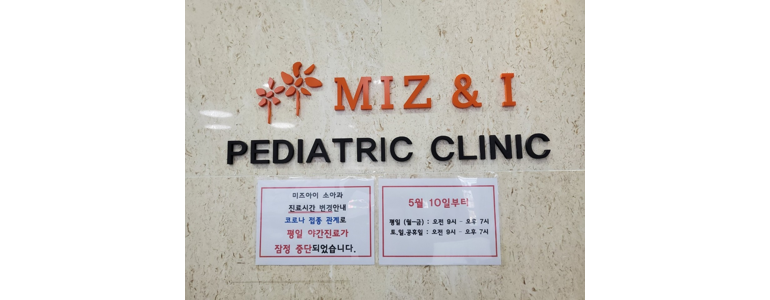 MIZ & I
PEDIATRIC CLINIC
미즈아이 소아과
진료시간 변경안내
코로나 접종 관계로
평일 야간진료가
잠정 중단되었습니다.
5월 10일부터
평일 (월-금) : 오전 9시 - 오후 7시
토,일,공휴일 : 오전 9시 - 오후 7시